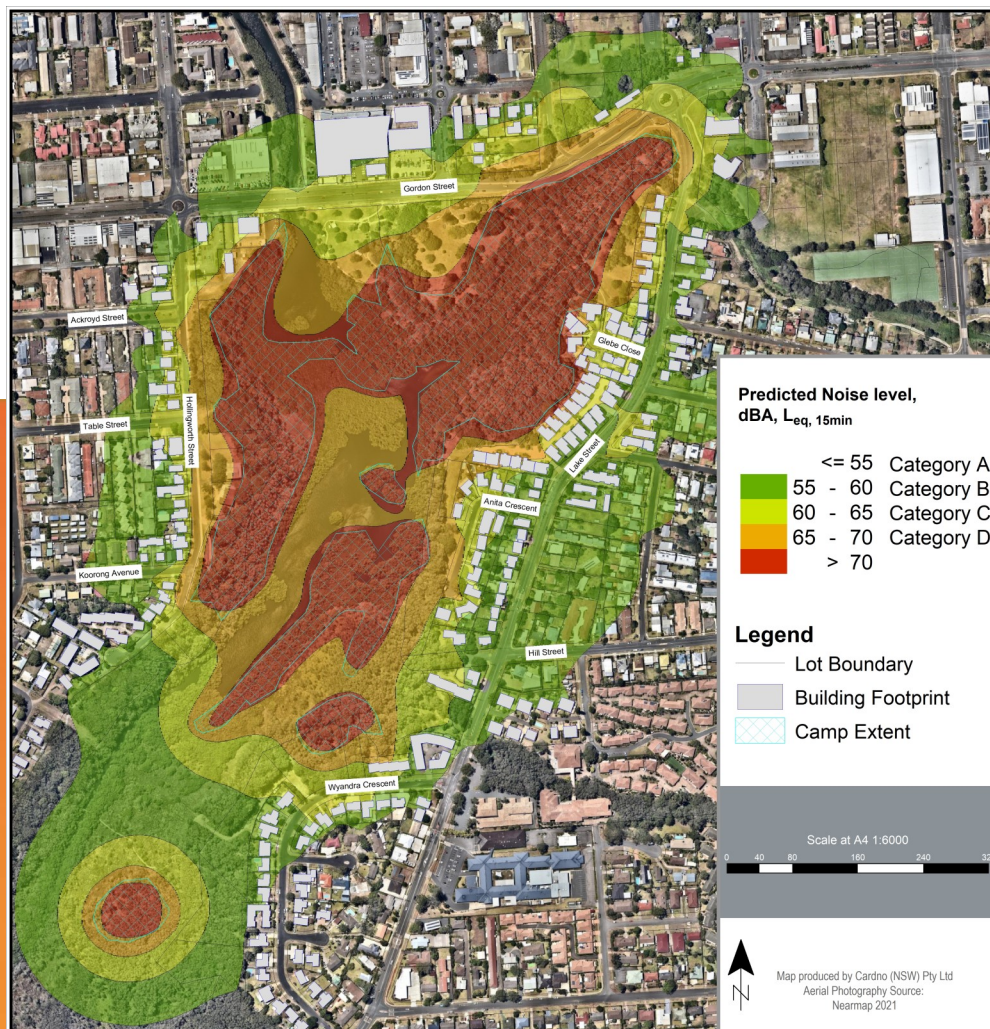 Gordon Street
Ackroyd Street
Glebe Close
Hollingworth Street
Table Street
Lake Street
Anita Crescent
Koorong Avenue
Hill Street
Wyandra Crescent
Predicted Noise level,
dBA, Leq, 15min
<= 55 Category A
55 - 60 Category B
60 - 65 Category C
65 - 70 Category D
> 70
Legend
Lot Boundary
Building Footprint
Camp Extent
Scale at A4 1:6000
0 40 80 160 240 32
N
Map produced by Cardno (NSW) Pty Ltd
Aerial Photography Source:
Nearmap 2021